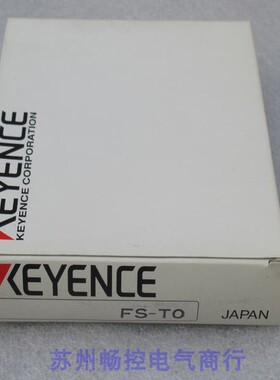 KEYENCE
KEYENCE CORPORATION
KEYENCE
FS-T0
JAPAN
苏州畅控电气商行